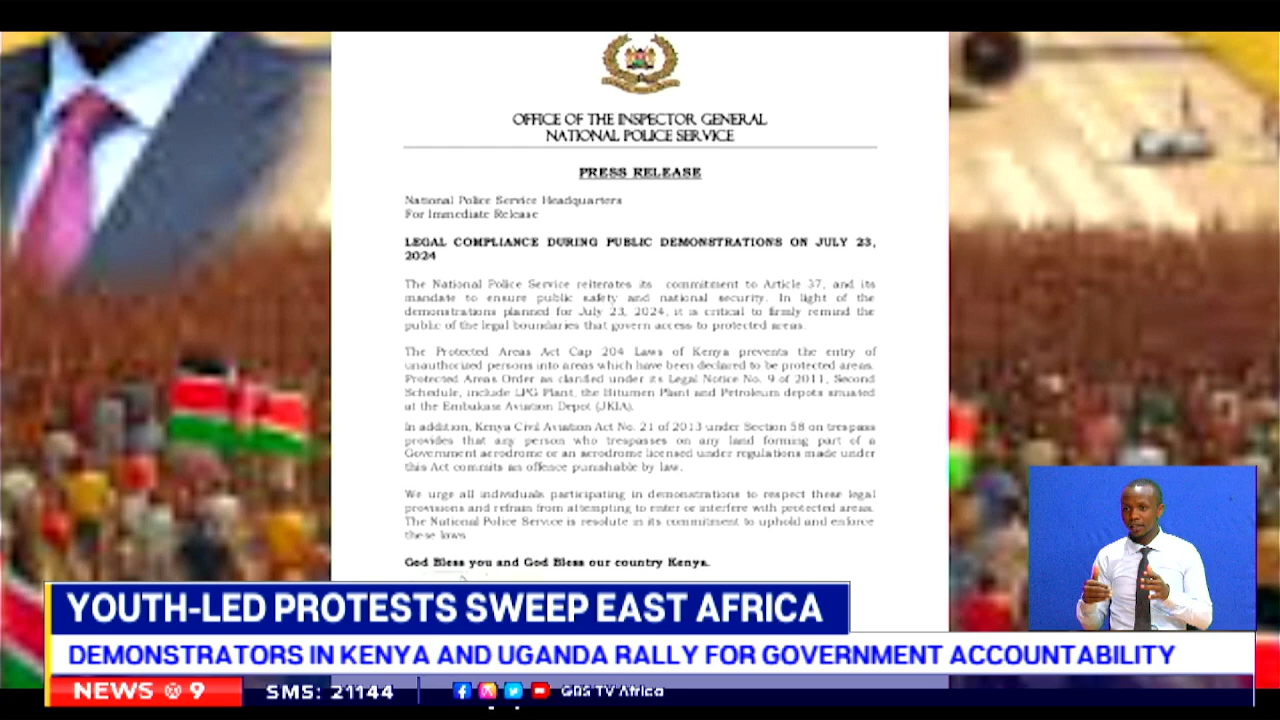 OFFICE OF THE INSPECTOR GENERAL
NATIONAL POLICE SERVICE
PRESS RELEASE
National Police Service Headquarters
For Immediate Release
LEGAL COMPLIANCE DURING PUBLIC DEMONSTRATIONS ON JULY 23,
2024
The National Police Service reiterates its commitment to Article 37, and its
mandate to ensure public safety and national security. In light of the
demonstrations planned for July 23, 2024, it is critical to firmly remind the
public of the legal boundaries that govern access to protected areas.
The Protected Areas Act Cap 204 Laws of Kenya prevents the entry of
unauthorized persons into areas which have been declared to be protected areas.
Protected Areas Order as clarified under its Legal Notice No. 9 of 2011, Second
Schedule, include LPG Plant, the Bitumen Plant and Petroleum depots situated
at the Embakasi Aviation Depot (JKIA).
In addition, Kenya Civil Aviation Act No. 21 of 2013 under Section 58 on trespass
provides that any person who trespasses on any land forming part of a
Government aerodrome or an aerodrome licensed under regulations made under
this Act commits an offence punishable by law.
We urge all individuals participating in demonstrations to respect these legal
provisions and refrain from attempting to enter or interfere with protected areas.
The National Police Service is resolute in its commitment to uphold and enforce
these laws
God Bless you and God Bless our country Kenya.
YOUTH-LED PROTESTS SWEEP EAST AFRICA
DEMONSTRATORS IN KENYA AND UGANDA RALLY FOR GOVERNMENT ACCOUNTABILITY
NEWS @ 9 SMS: 21144 GBS TV Africa